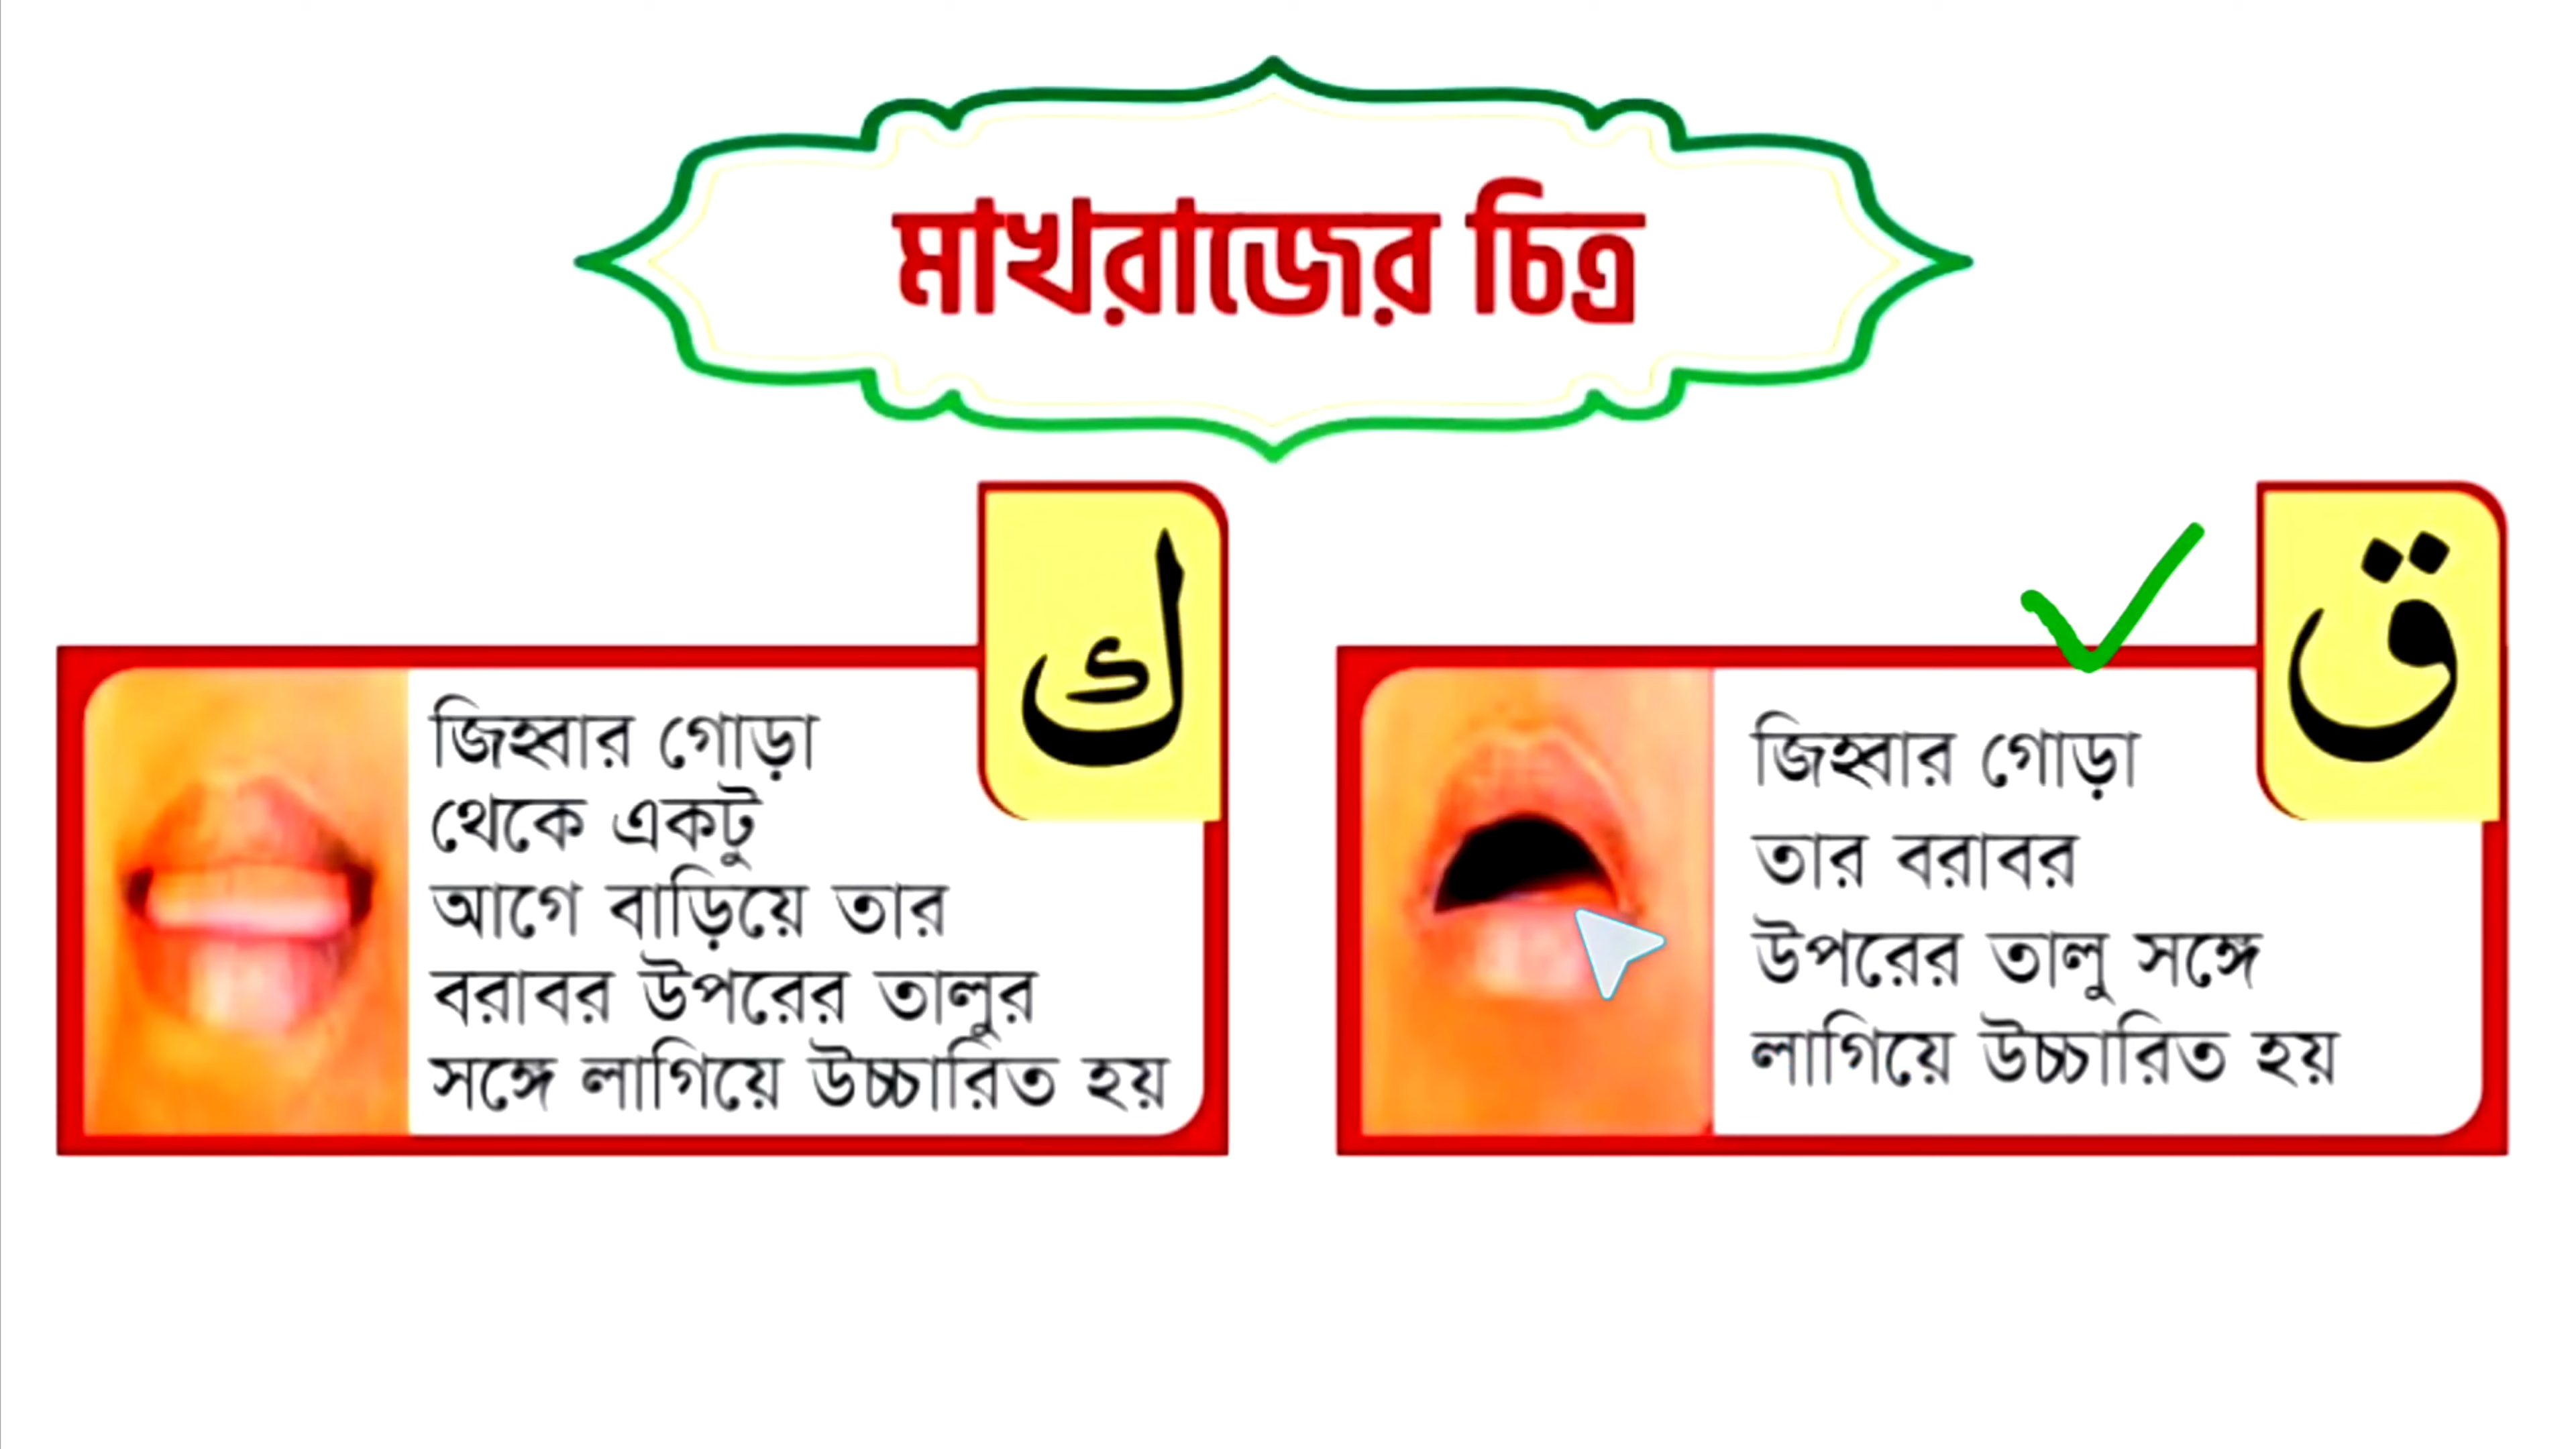 মাখরাজের চিত্র
ك
জিহ্বার গোড়া
থেকে একটু
আগে বাড়িয়ে তার
বরাবর উপরের তালুর
সঙ্গে লাগিয়ে উচ্চারিত হয়
ق
জিহ্বার গোড়া
তার বরাবর
উপরের তালু সঙ্গে
লাগিয়ে উচ্চারিত হয়